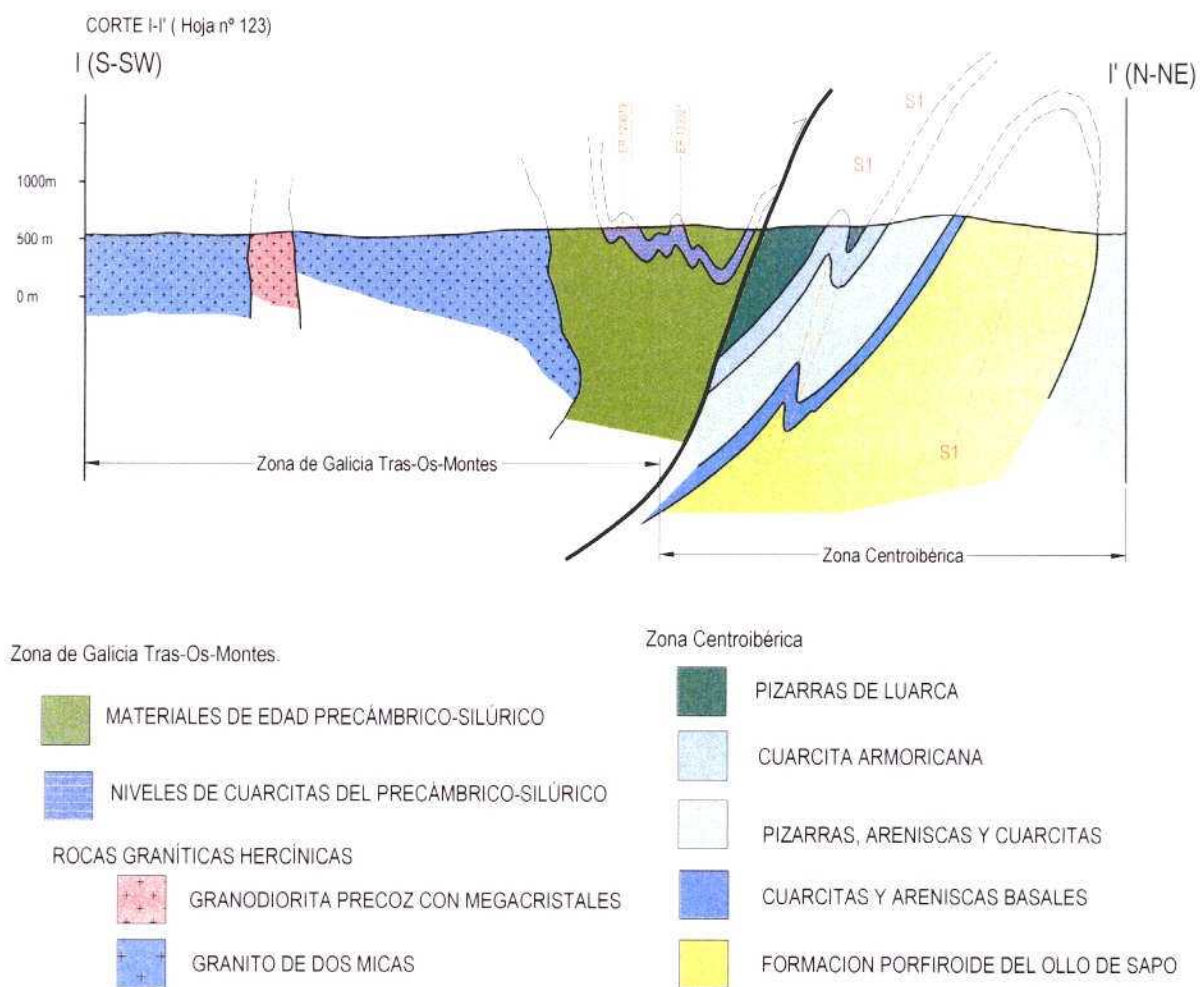 CORTE I-I' ( Hoja nº 123)
I (S-SW)
I' (N-NE)
S1
S1
1000m
500 m
0 m
S1
Zona de Galicia Tras-Os-Montes
Zona Centroibérica
Zona de Galicia Tras-Os-Montes.
MATERIALES DE EDAD PRECÁMBRICO-SILÚRICO
NIVELES DE CUARCITAS DEL PRECÁMBRICO-SILÚRICO
ROCAS GRANÍTICAS HERCÍNICAS
GRANODIORITA PRECOZ CON MEGACRISTALES
GRANITO DE DOS MICAS
Zona Centroibérica
PIZARRAS DE LUARCA
CUARCITA ARMORICANA
PIZARRAS, ARENISCAS Y CUARCITAS
CUARCITAS Y ARENISCAS BASALES
FORMACION PORFIROIDE DEL OLLO DE SAPO